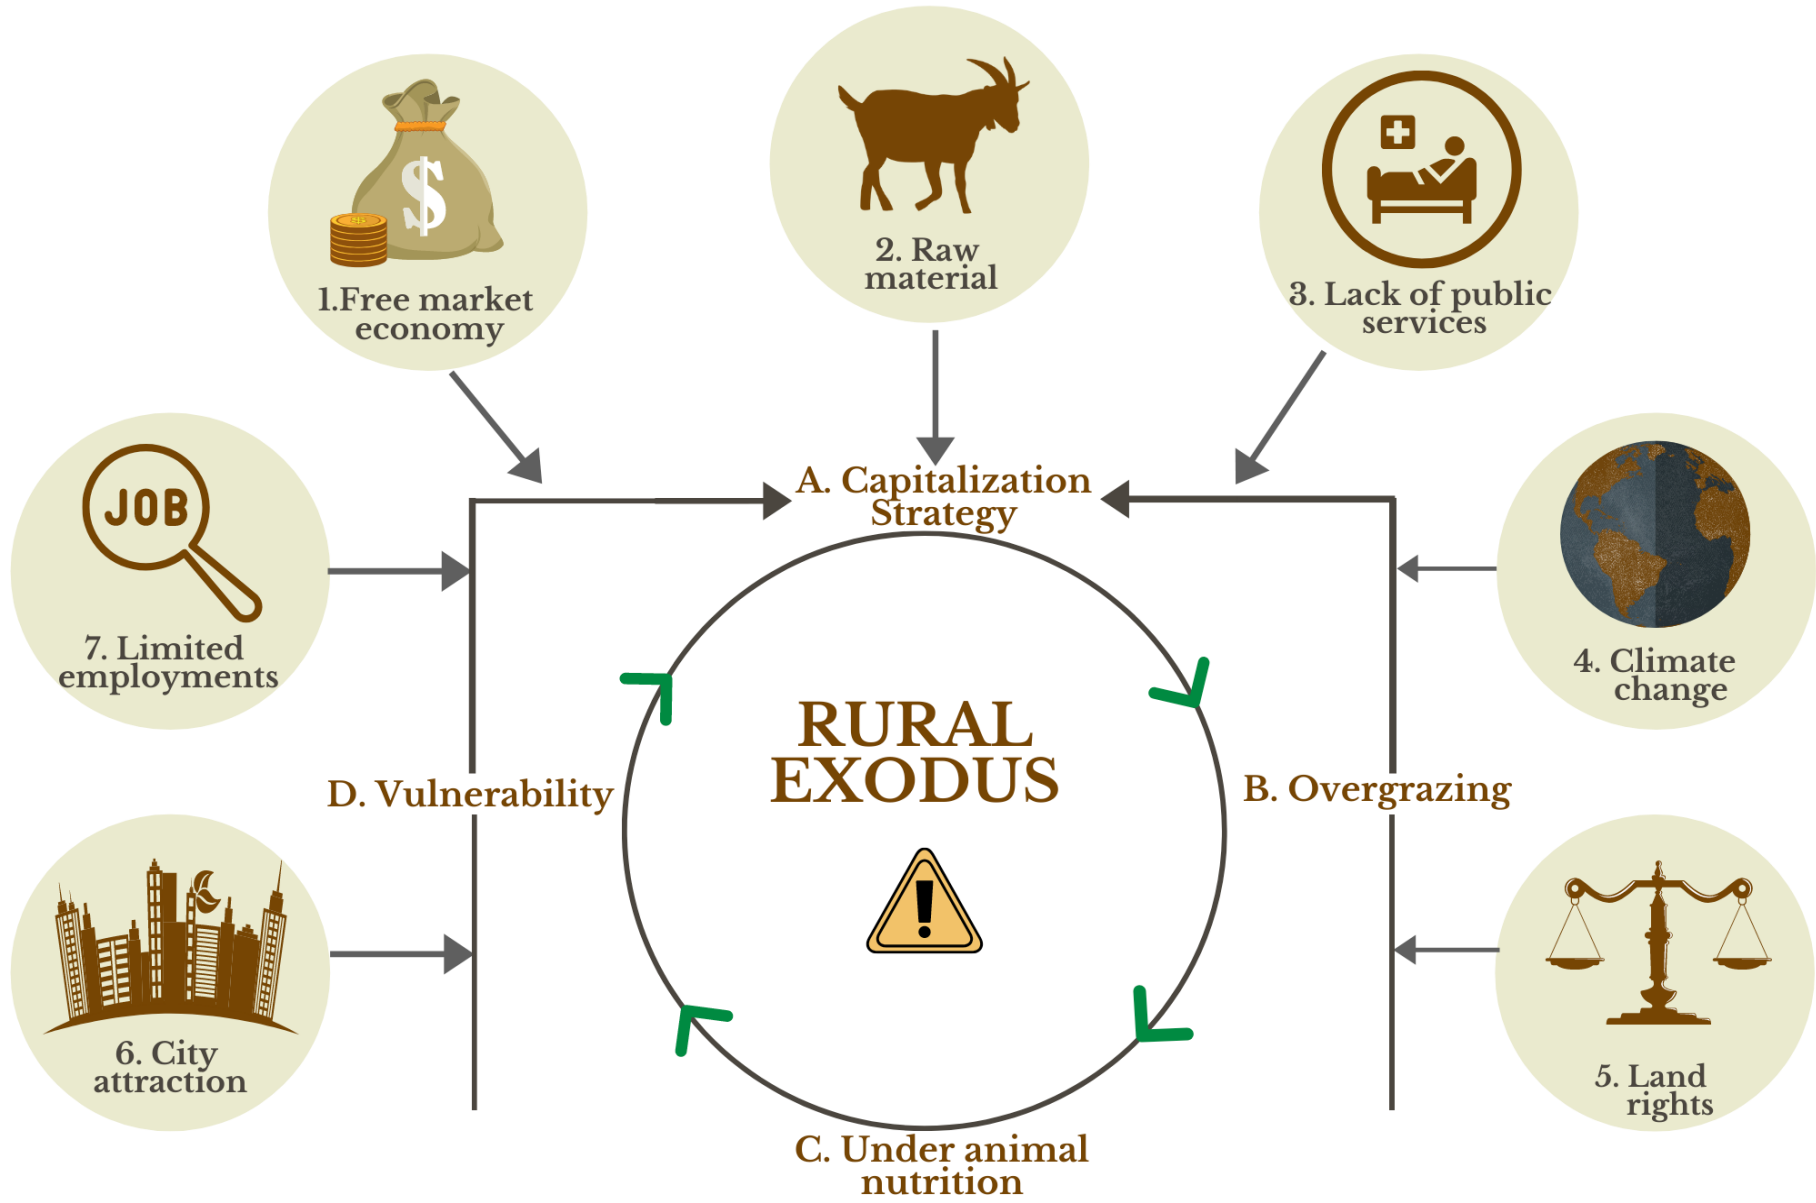 1.Free market
economy
2. Raw
material
3. Lack of public
services
JOB
7. Limited
employments
A. Capitalization
Strategy
4. Climate
change
RURAL
EXODUS
D. Vulnerability
B. Overgrazing
6. City
attraction
5. Land
rights
C. Under animal
nutrition